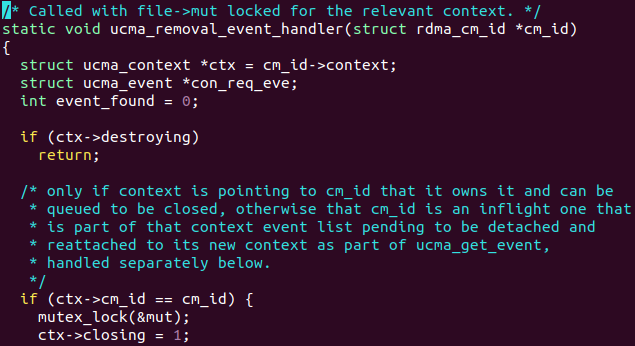 /* Called with file->mut locked for the relevant context. */
static void ucma_removal_event_handler(struct rdma_cm_id *cm_id)
{
  struct ucma_context *ctx = cm_id->context;
  struct ucma_event *con_req_eve;
  int event_found = 0;

  if (ctx->destroying)
    return;

  /* only if context is pointing to cm_id that it owns it and can be
   * queued to be closed, otherwise that cm_id is an inflight one that
   * is part of that context event list pending to be detached and
   * reattached to its new context as part of ucma_get_event,
   * handled separately below.
   */
  if (ctx->cm_id == cm_id) {
    mutex_lock(&mut);
    ctx->closing = 1;